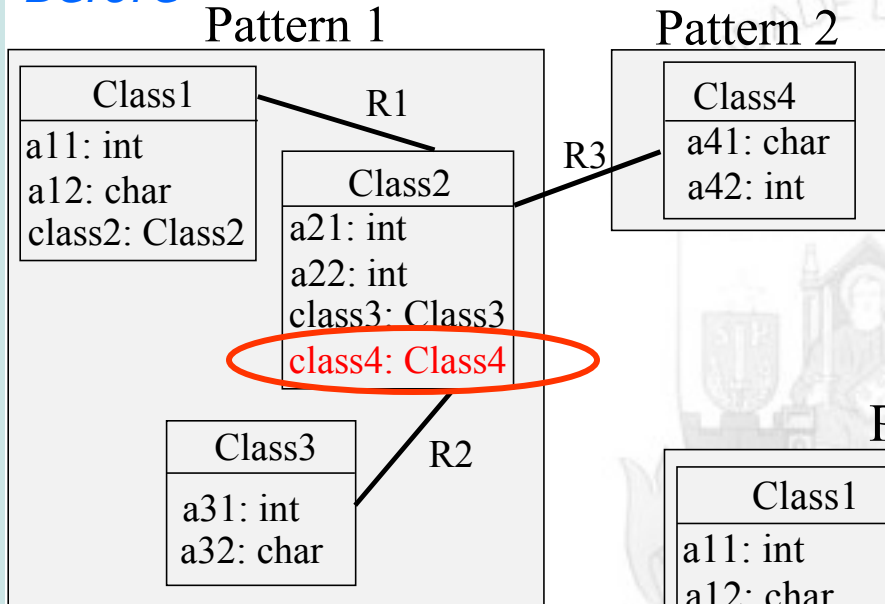 Before
Pattern 1
Class1
a11: int
a12: char
class2: Class2
R1
Class2
a21: int
a22: int
class3: Class3
class4: Class4
R2
Class3
a31: int
a32: char
R3
Pattern 2
Class4
a41: char
a42: int
Class1
a11: int
a12: char